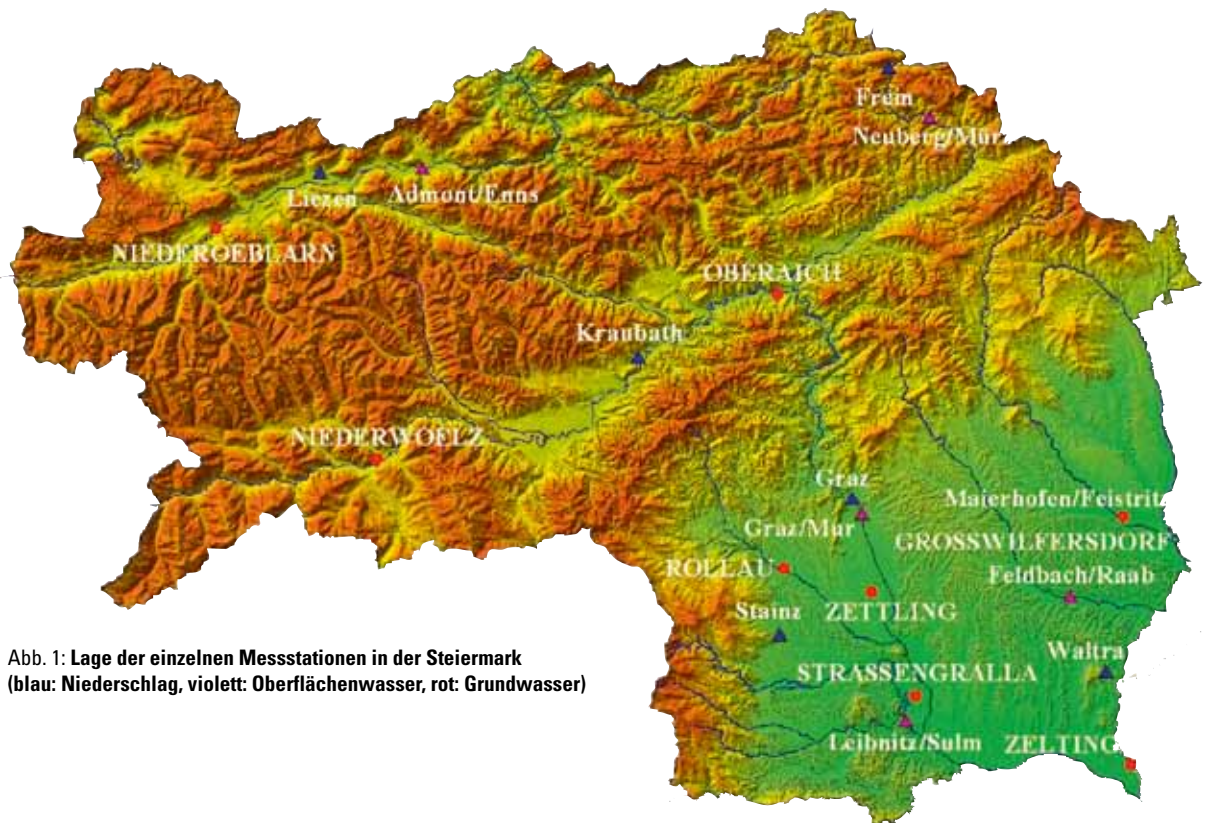 Frein
Neuberg/Mürz
Liezen
Admont/Enns
NIEDEROEBLARN
OBERAICH
Kraubath
NIEDERWOELZ
Graz
Maierhofen/Feistritz
Graz/Mur
GROSSWILFERSDORF
ROLLAU
Feldbach/Raab
Stainz
ZETTLING
Waltra
STRASSENGRALLA
Leibnitz/Sulm
ZELTING
Abb. 1: Lage der einzelnen Messstationen in der Steiermark
(blau: Niederschlag, violett: Oberflächenwasser, rot: Grundwasser)